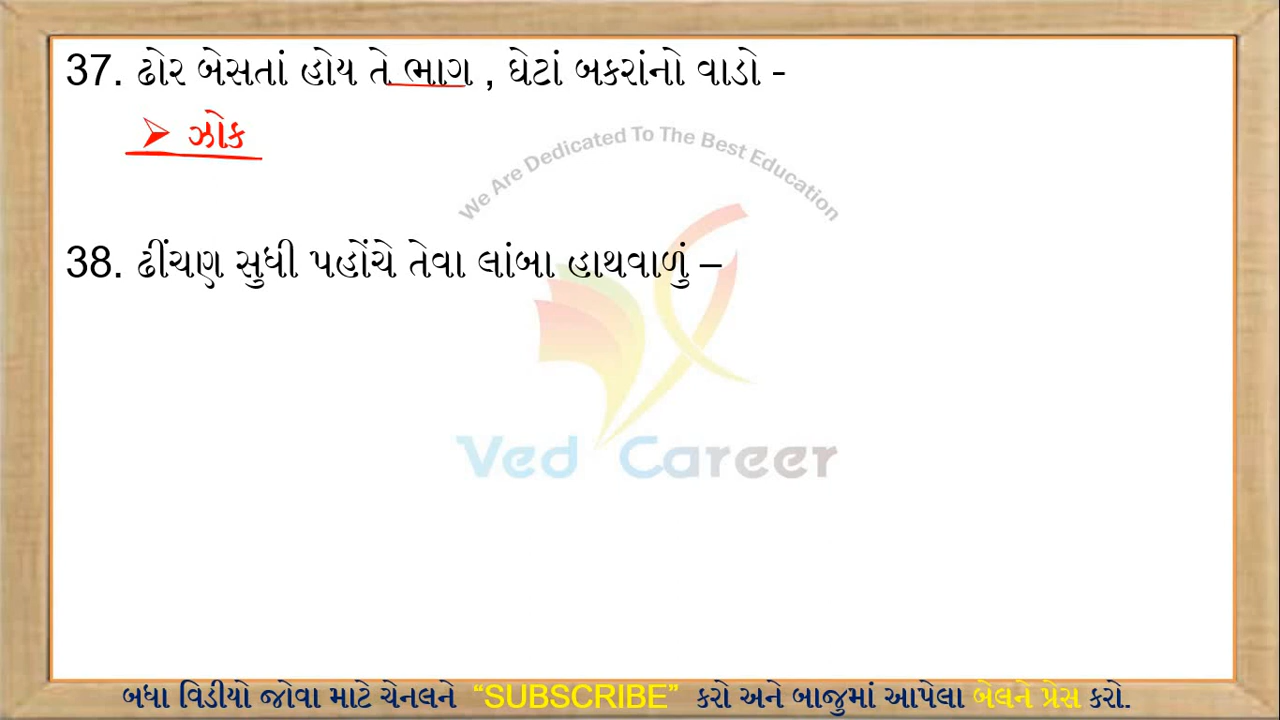 37. ઢોર બેસતાં હોય તે ભાગ , ઘેટાં બકરાંનો વાડો -
➢ ઝોક
We Are Dedicated To The Best Education
38. ઢીંચણ સુધી પહોંચે તેવા લાંબા હાથવાળું –
Ved Career
બધા વિડીયો જોવા માટે ચેનલને “SUBSCRIBE” કરો અને બાજુમાં આપેલા બેલને પ્રેસ કરો.